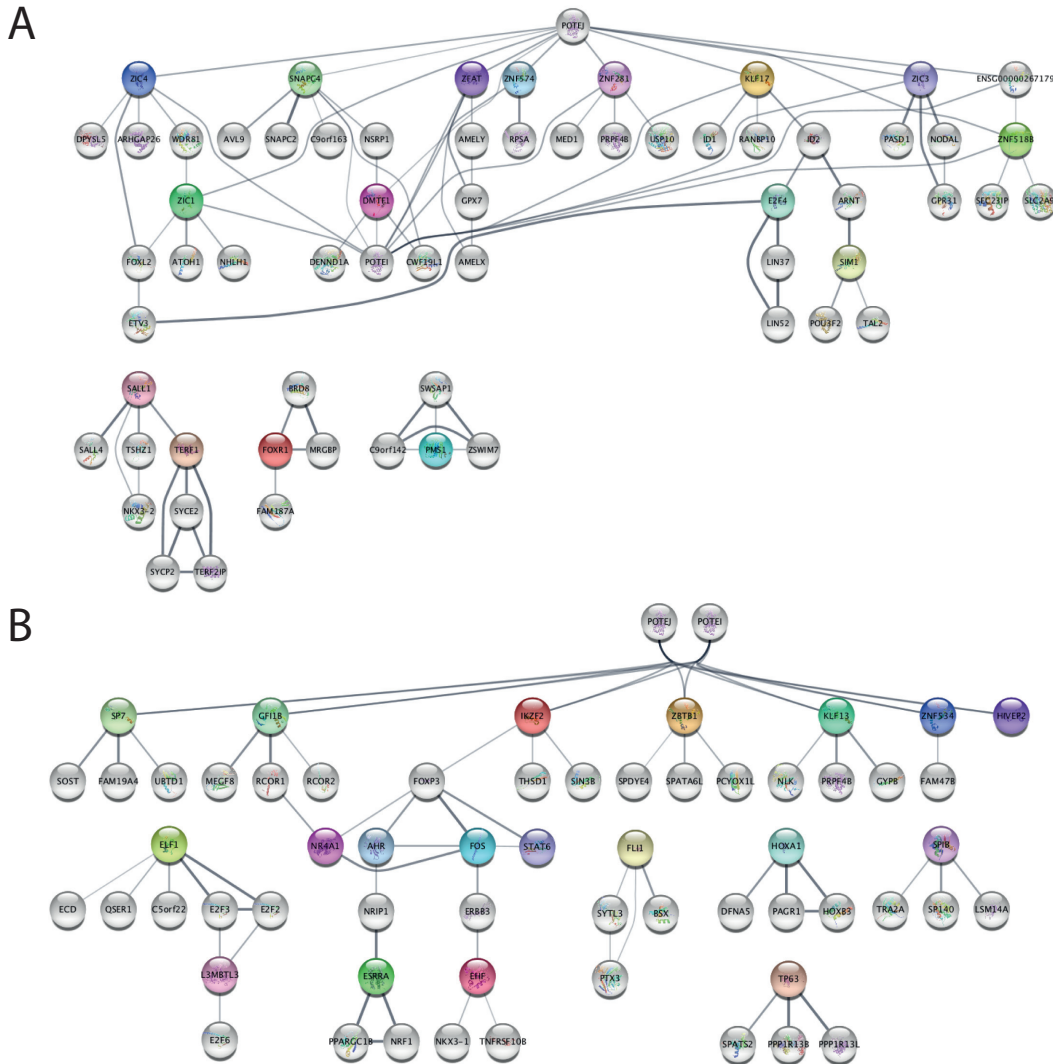 A
POTEJ
ZIC4 SNAPC4 ZFAT ZNF574 ZNF281 KLF17 ZIC3 ENSG00000267179
DPYSL5 ARHGAP26 WDR81 AVL9 SNAPC2 C9orf163 NSRP1 AMELY RPSA MED1 PRPF4B USP10 ID1 RANBP10 ID2 PASD1 NODAL ZNF518B
ZIC1 DMTF1 GPX7 E2F4 ARNT GPR31 SEC23IP SLC2A9
FOXL2 ATOH1 NHLH1 DENND1A POTEI CWF19L1 AMELX LIN37 SIM1
ETV3 LIN52 POU3F2 TAL2
SALL1 BRD8 SWSAP1
SALL4 TSHZ1 TERF1 FOXR1 MRGBP C9orf142 PMS1 ZSWIM7
NKX3-2 SYCE2 FAM187A
SYCP2 TERF2IP
B
POTEJ POTEI
SP7 GFI1B IKZF2 ZBTB1 KLF13 ZNF534 HIVEP2
SOST FAM19A4 UBTD1 MEGF8 RCOR1 RCOR2 FOXP3 THSD1 SIN3B SPDYE4 SPATA6L PCYOX1L NLK PRPF4B GYPB FAM47B
ELF1 NR4A1 AHR FOS STAT6 FLI1 HOXA1 SPIB
ECD QSER1 C5orf22 E2F3 E2F2 NRIP1 ERBB3 SYTL3 BSX DFNA5 PAGR1 HOXB3 TRA2A SP140 LSM14A
L3MBTL3 ESRRA EHF PTX3 TP63
E2F6 PPARGC1B NRF1 NKX3-1 TNFRSF10B SPATS2 PPP1R13B PPP1R13L